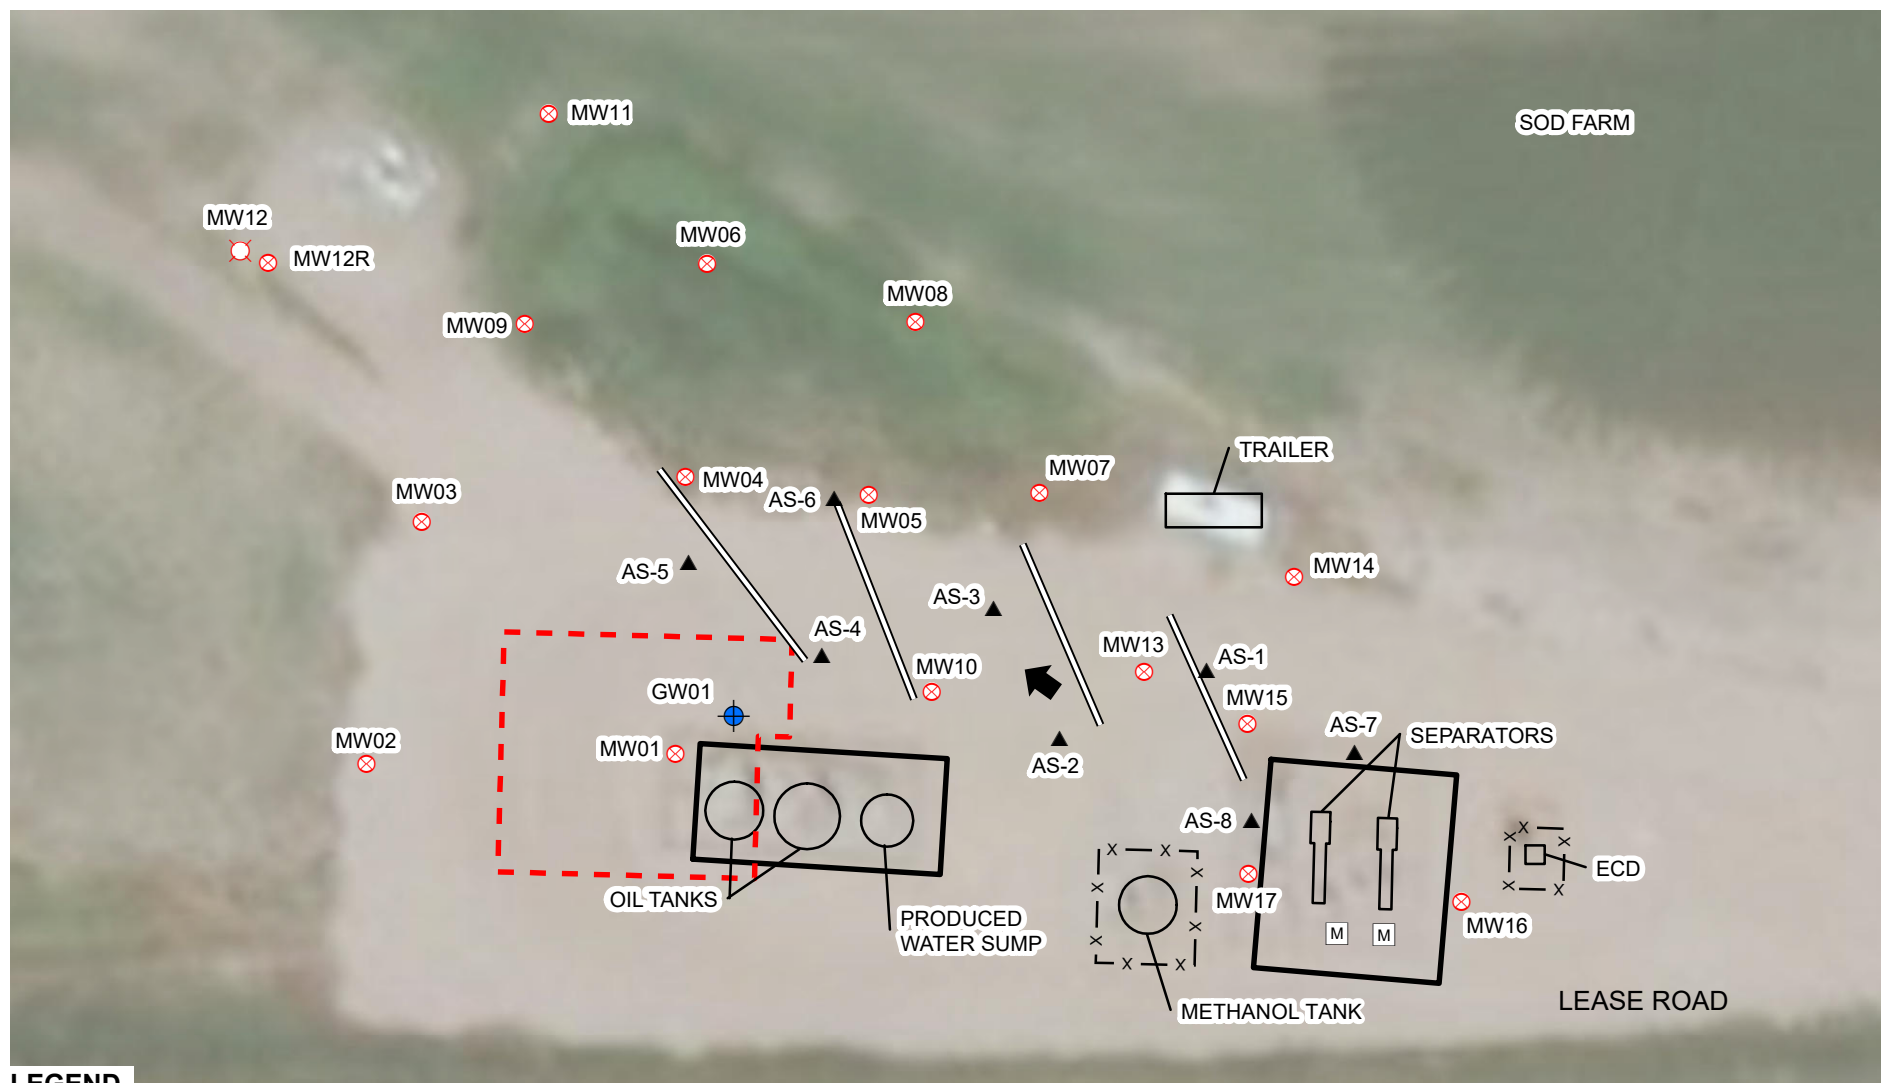 MW11
SOD FARM
MW12
MW12R
MW06
MW08
MW09
TRAILER
MW07
MW04
MW03
AS-6
MW05
MW14
AS-5
AS-3
AS-4
MW13
AS-1
MW10
GW01
MW15
AS-7
SEPARATORS
MW02
MW01
AS-2
AS-8
X X X X X X X X
X X X X X
ECD
OIL TANKS
MW17
PRODUCED
WATER SUMP
MW16
M M
LEASE ROAD
METHANOL TANK
LEGEND